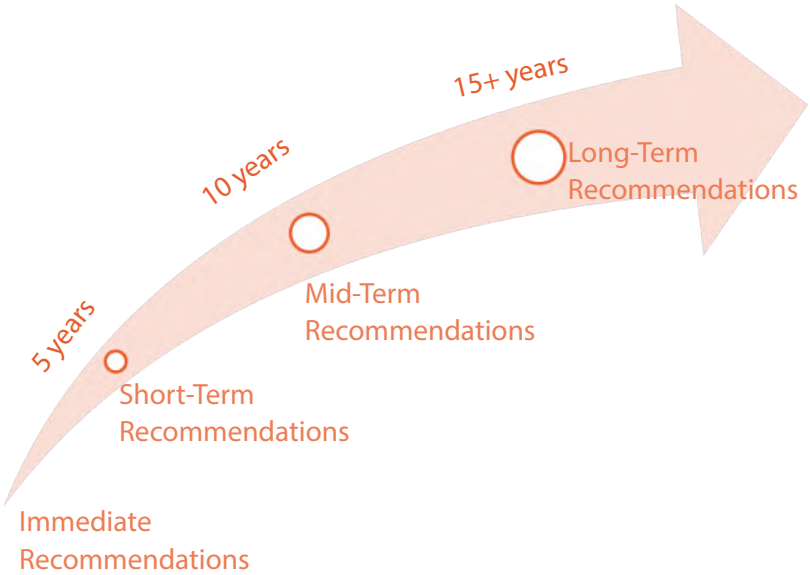 15+ years
Long-Term
Recommendations
10 years
Mid-Term
Recommendations
5 years
Short-Term
Recommendations
Immediate
Recommendations